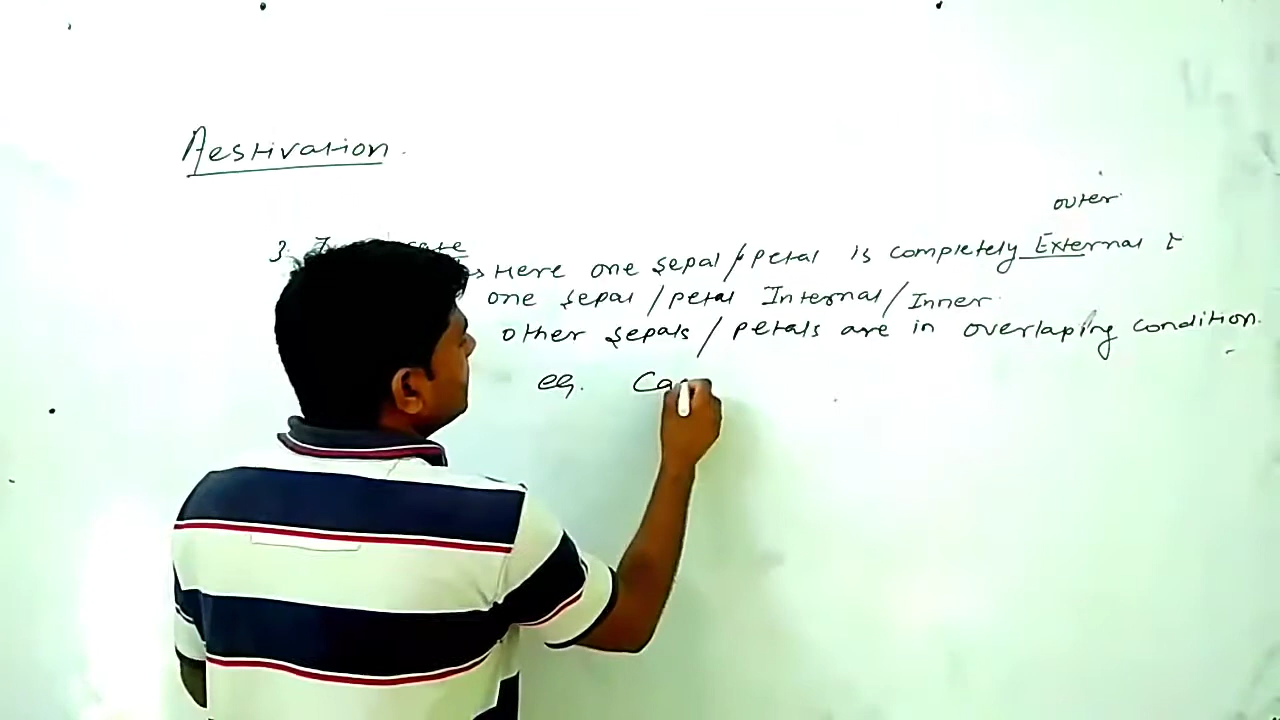 Aestivation.
outer
3.
Here one sepal/petal is completely External &
one sepal/petal Internal/Inner.
other sepals/petals are in overlaping condition.
eg. Ca